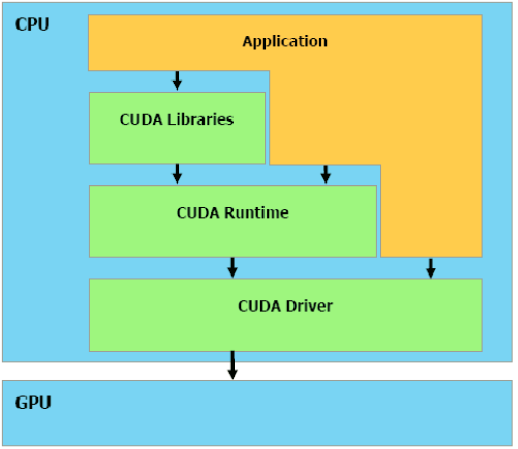 CPU
Application
CUDA Libraries
CUDA Runtime
CUDA Driver
GPU